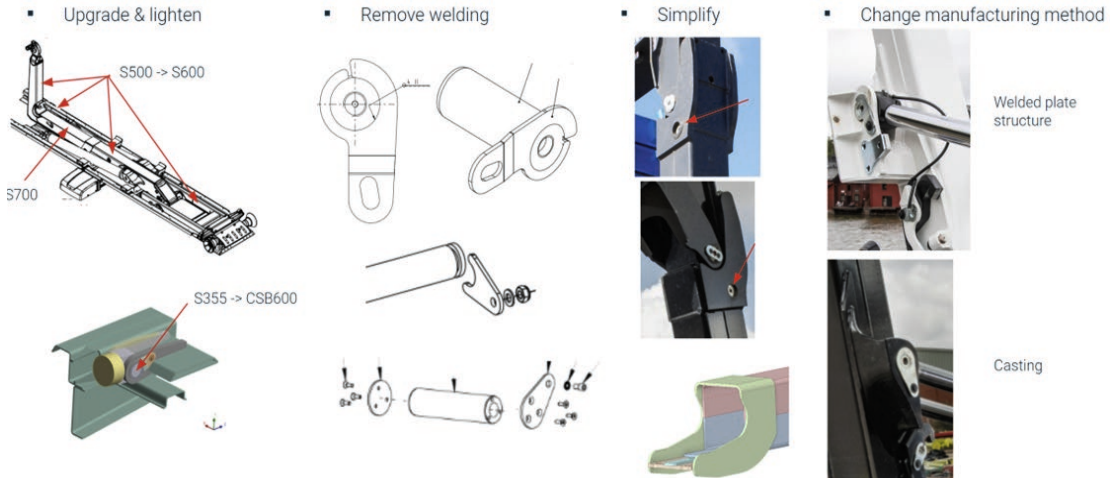 ▪ Upgrade & lighten
▪ Remove welding
▪ Simplify
▪ Change manufacturing method
S500 -> S600
S700
S355 -> CSB600
Welded plate
structure
Casting